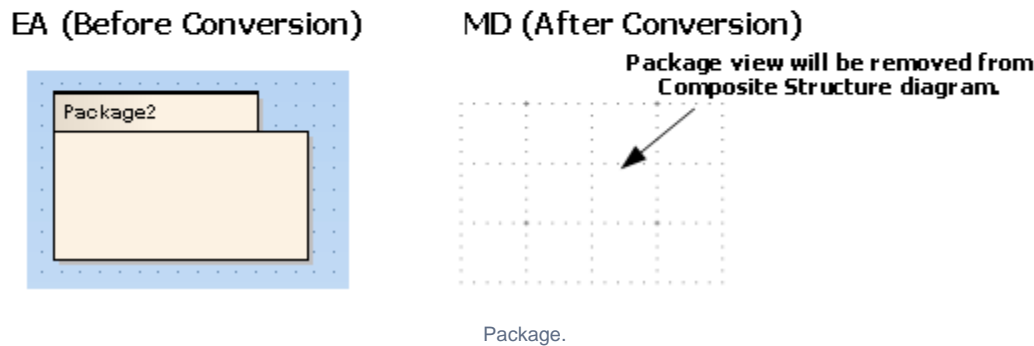 EA (Before Conversion)
MD (After Conversion)
Package view will be removed from
Composite Structure diagram.
Package2
Package.